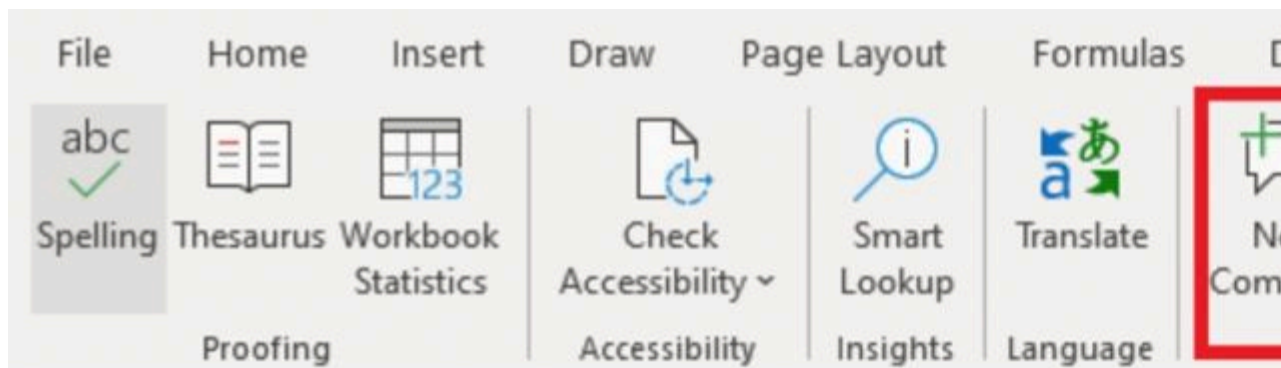 File Home Insert Draw Page Layout Formulas
abc
123
i
a あ
Spelling Thesaurus Workbook Statistics Check Accessibility Smart Lookup Translate
Proofing Accessibility Insights Language